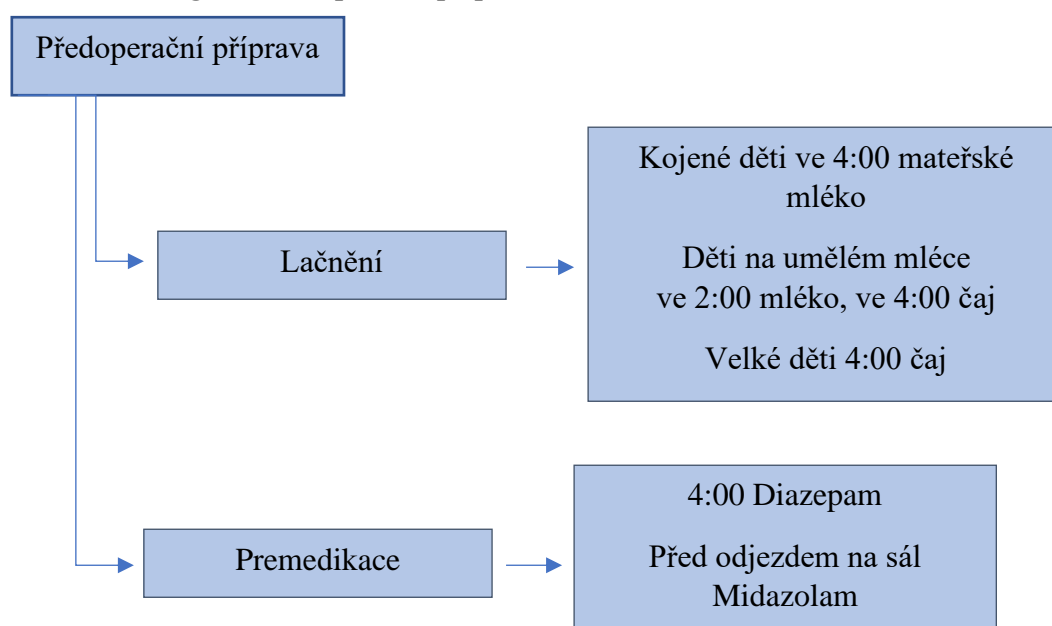 Předoperační příprava
Lačnění
Kojené děti ve 4:00 mateřské
mléko
Děti na umělém mléce
ve 2:00 mléko, ve 4:00 čaj
Velké děti 4:00 čaj
Premedikace
4:00 Diazepam
Před odjezdem na sál
Midazolam